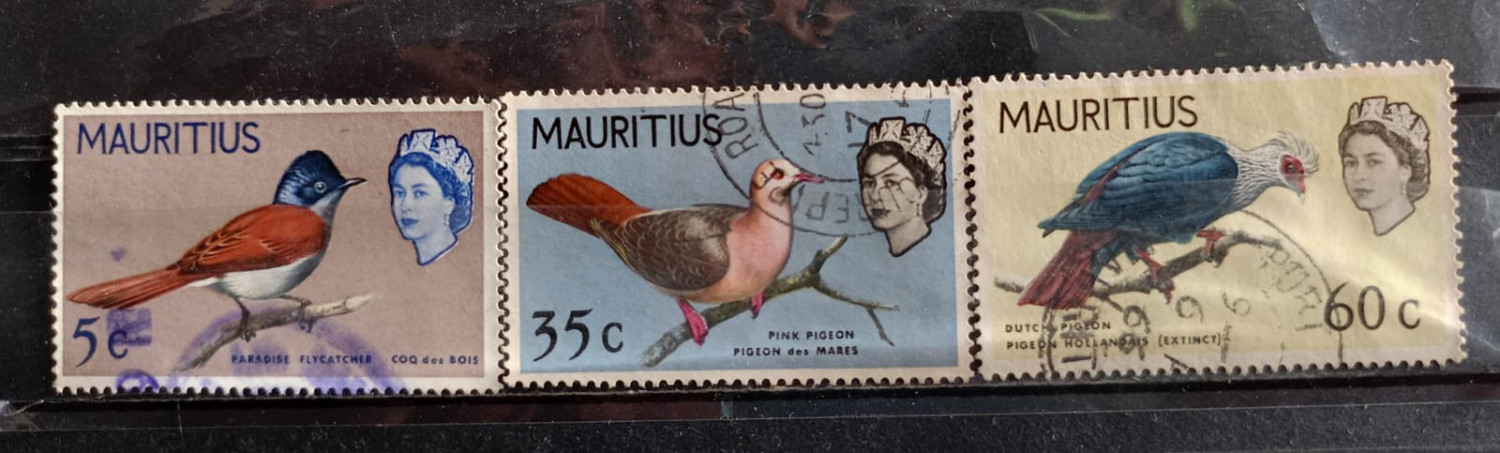 MAURITIUS
5c
PARADISE FLYCATCHER COQ des BOIS
MAURITIUS
35c
PINK PIGEON
PIGEON des MARES
MAURITIUS
DUTCH PIGEON
PIGEON HOLLANDAIS (EXTINCT)
60c